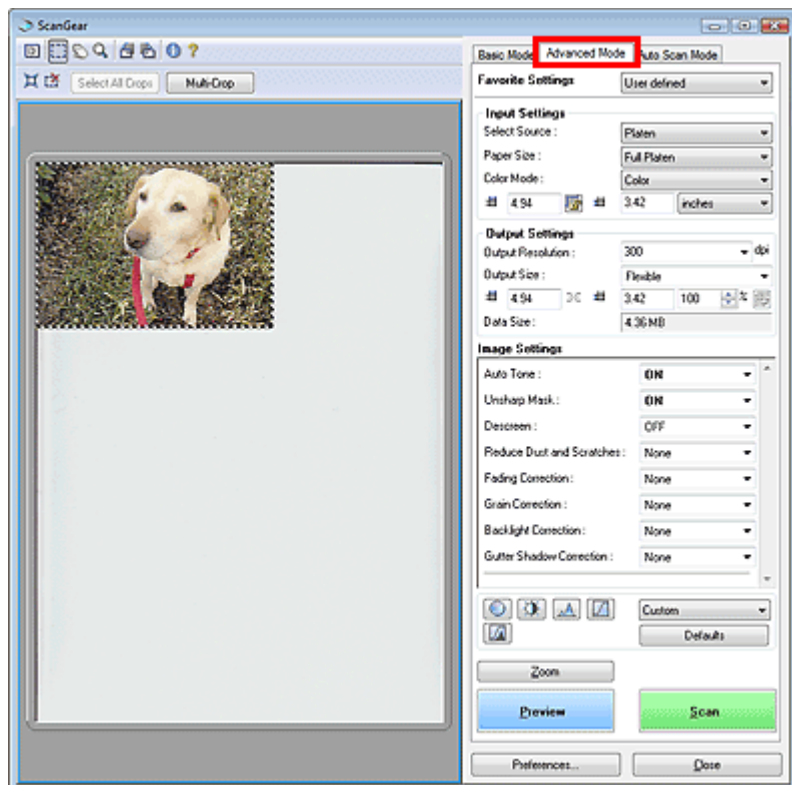 ScanGear
Select All Crops Multi-Crop
Basic Mode Advanced Mode Auto Scan Mode
Favorite Settings User defined
Input Settings
Select Source : Platen
Paper Size : Full Platen
Color Mode : Color
4.94 3.42 inches
Output Settings
Output Resolution : 300 dpi
Output Size : Flexible
4.94 3.42 100 %
Data Size : 4.36 MB
Image Settings
Auto Tone : ON
Unsharp Mask : ON
Descreen : OFF
Reduce Dust and Scratches : None
Fading Correction : None
Grain Correction : None
Backlight Correction : None
Gutter Shadow Correction : None
Custom
Defaults
Zoom
Preview Scan
Preferences... Close